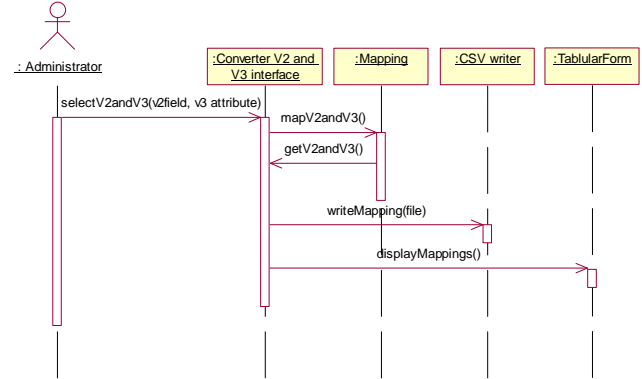 : Administrator
:Converter V2 and
V3 interface
:Mapping
:CSV writer
:TablularForm
selectV2andV3(v2field, v3 attribute)
mapV2andV3()
getV2andV3()
writeMapping(file)
displayMappings()